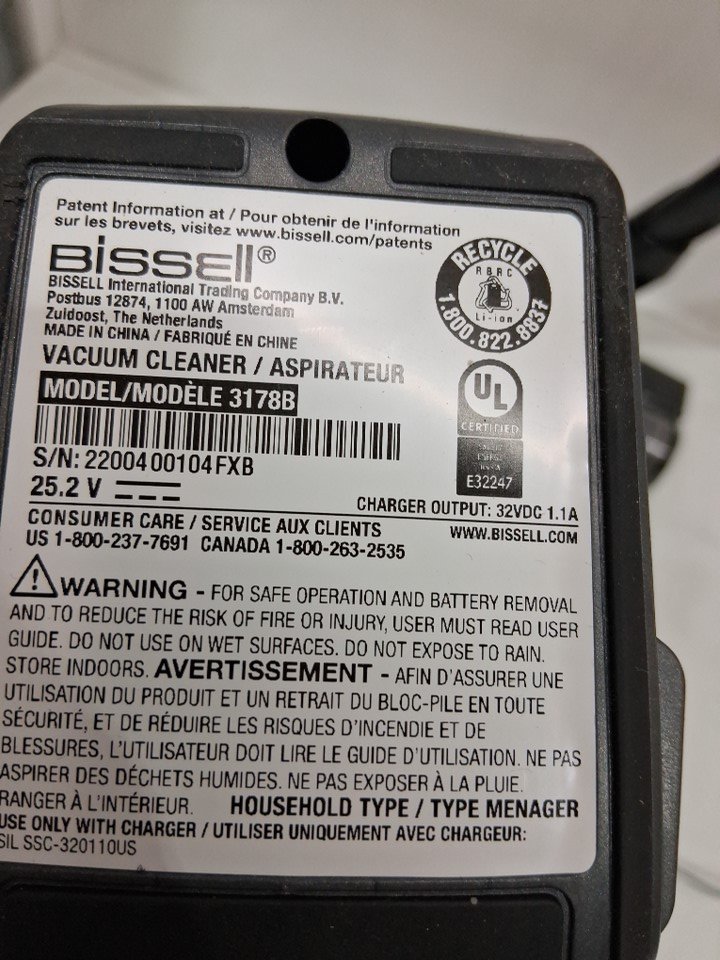 Patent Information at / Pour obtenir de l'information
sur les brevets, visitez www.bissell.com/patents
BISSELL®
BISSELL International Trading Company B.V.
Postbus 12874, 1100 AW Amsterdam
Zuidoost, The Netherlands
MADE IN CHINA / FABRIQUÉ EN CHINE
RECYCLE
RBRC
Li-ion
1.800.822.8837
VACUUM CLEANER / ASPIRATEUR
MODEL/MODÈLE 3178B
UL
CERTIFIED
E32247
S/N: 2200400104FXB
25.2 V
CHARGER OUTPUT: 32VDC 1.1A
CONSUMER CARE / SERVICE AUX CLIENTS
WWW.BISSELL.COM
US 1-800-237-7691 CANADA 1-800-263-2535
WARNING - FOR SAFE OPERATION AND BATTERY REMOVAL
AND TO REDUCE THE RISK OF FIRE OR INJURY, USER MUST READ USER
GUIDE. DO NOT USE ON WET SURFACES. DO NOT EXPOSE TO RAIN.
STORE INDOORS. AVERTISSEMENT - AFIN D'ASSURER UNE
UTILISATION DU PRODUIT ET UN RETRAIT DU BLOC-PILE EN TOUTE
SÉCURITÉ, ET DE RÉDUIRE LES RISQUES D'INCENDIE ET DE
BLESSURES, L'UTILISATEUR DOIT LIRE LE GUIDE D'UTILISATION. NE PAS
ASPIRER DES DÉCHETS HUMIDES. NE PAS EXPOSER À LA PLUIE.
RANGER À L'INTÉRIEUR. HOUSEHOLD TYPE / TYPE MENAGER
USE ONLY WITH CHARGER / UTILISER UNIQUEMENT AVEC CHARGEUR:
SIL SSC-320110US